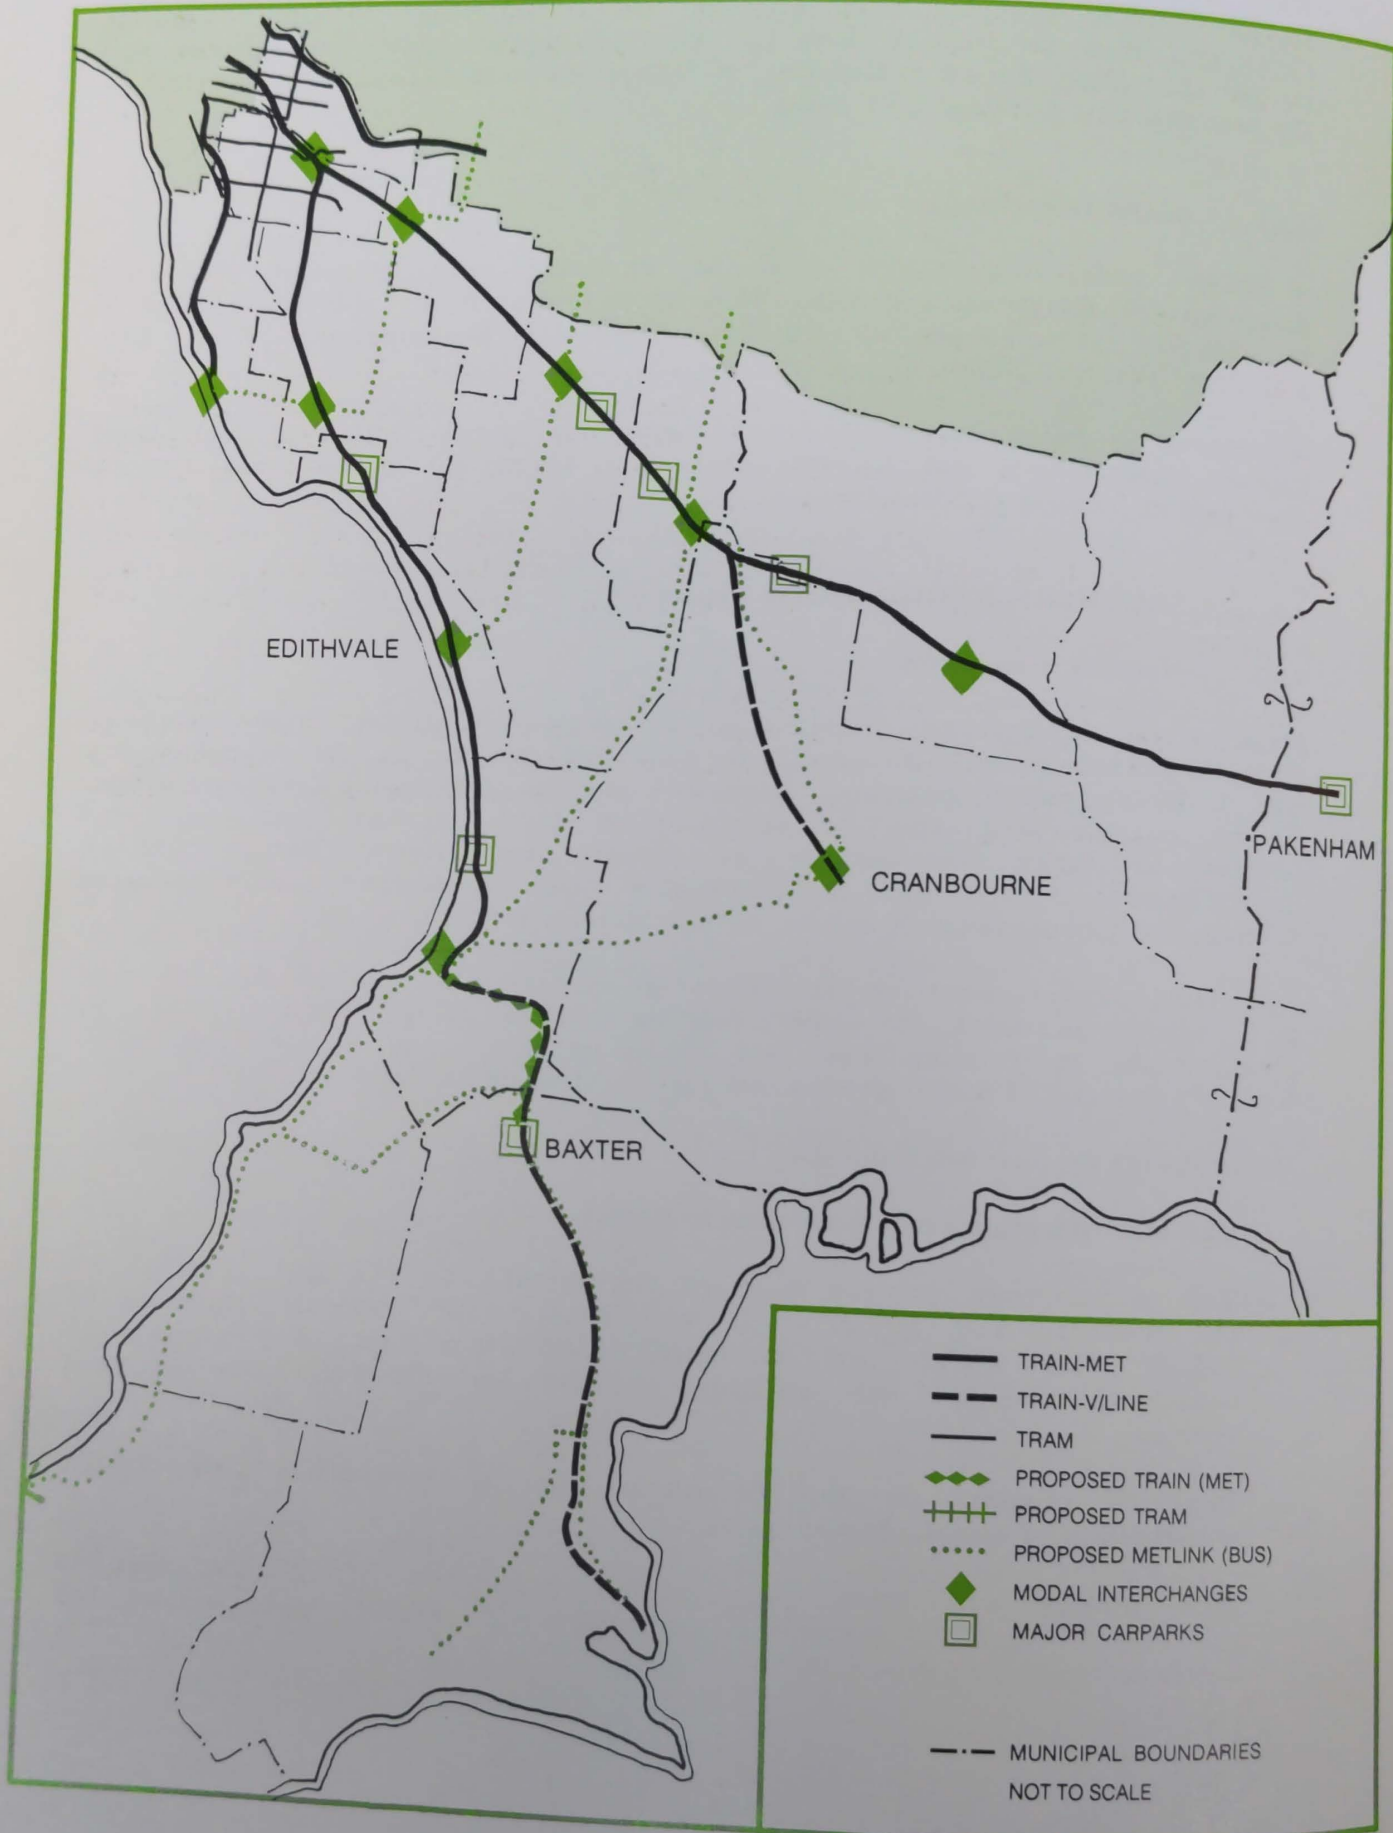 EDITHVALE
PAKENHAM
CRANBOURNE
BAXTER
TRAIN-MET
TRAIN-V/LINE
TRAM
PROPOSED TRAIN (MET)
PROPOSED TRAM
PROPOSED METLINK (BUS)
MODAL INTERCHANGES
MAJOR CARPARKS
MUNICIPAL BOUNDARIES
NOT TO SCALE